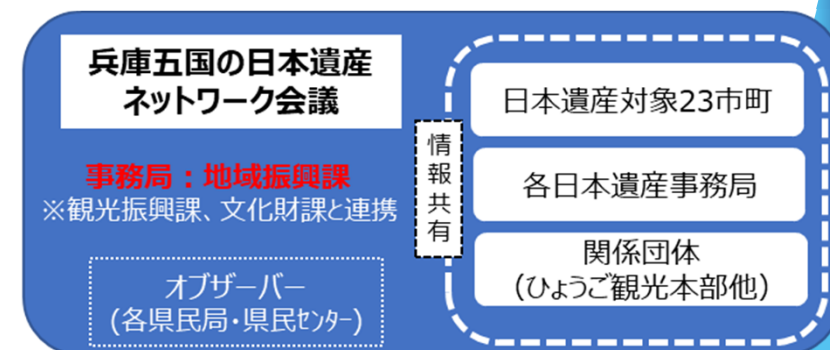 兵庫五国の日本遺産
ネットワーク会議
事務局：地域振興課
※観光振興課、文化財課と連携
オブザーバー
(各県民局・県民ｾﾝﾀｰ)
情
報
共
有
日本遺産対象23市町
各日本遺産事務局
関係団体
(ひょうご観光本部他)